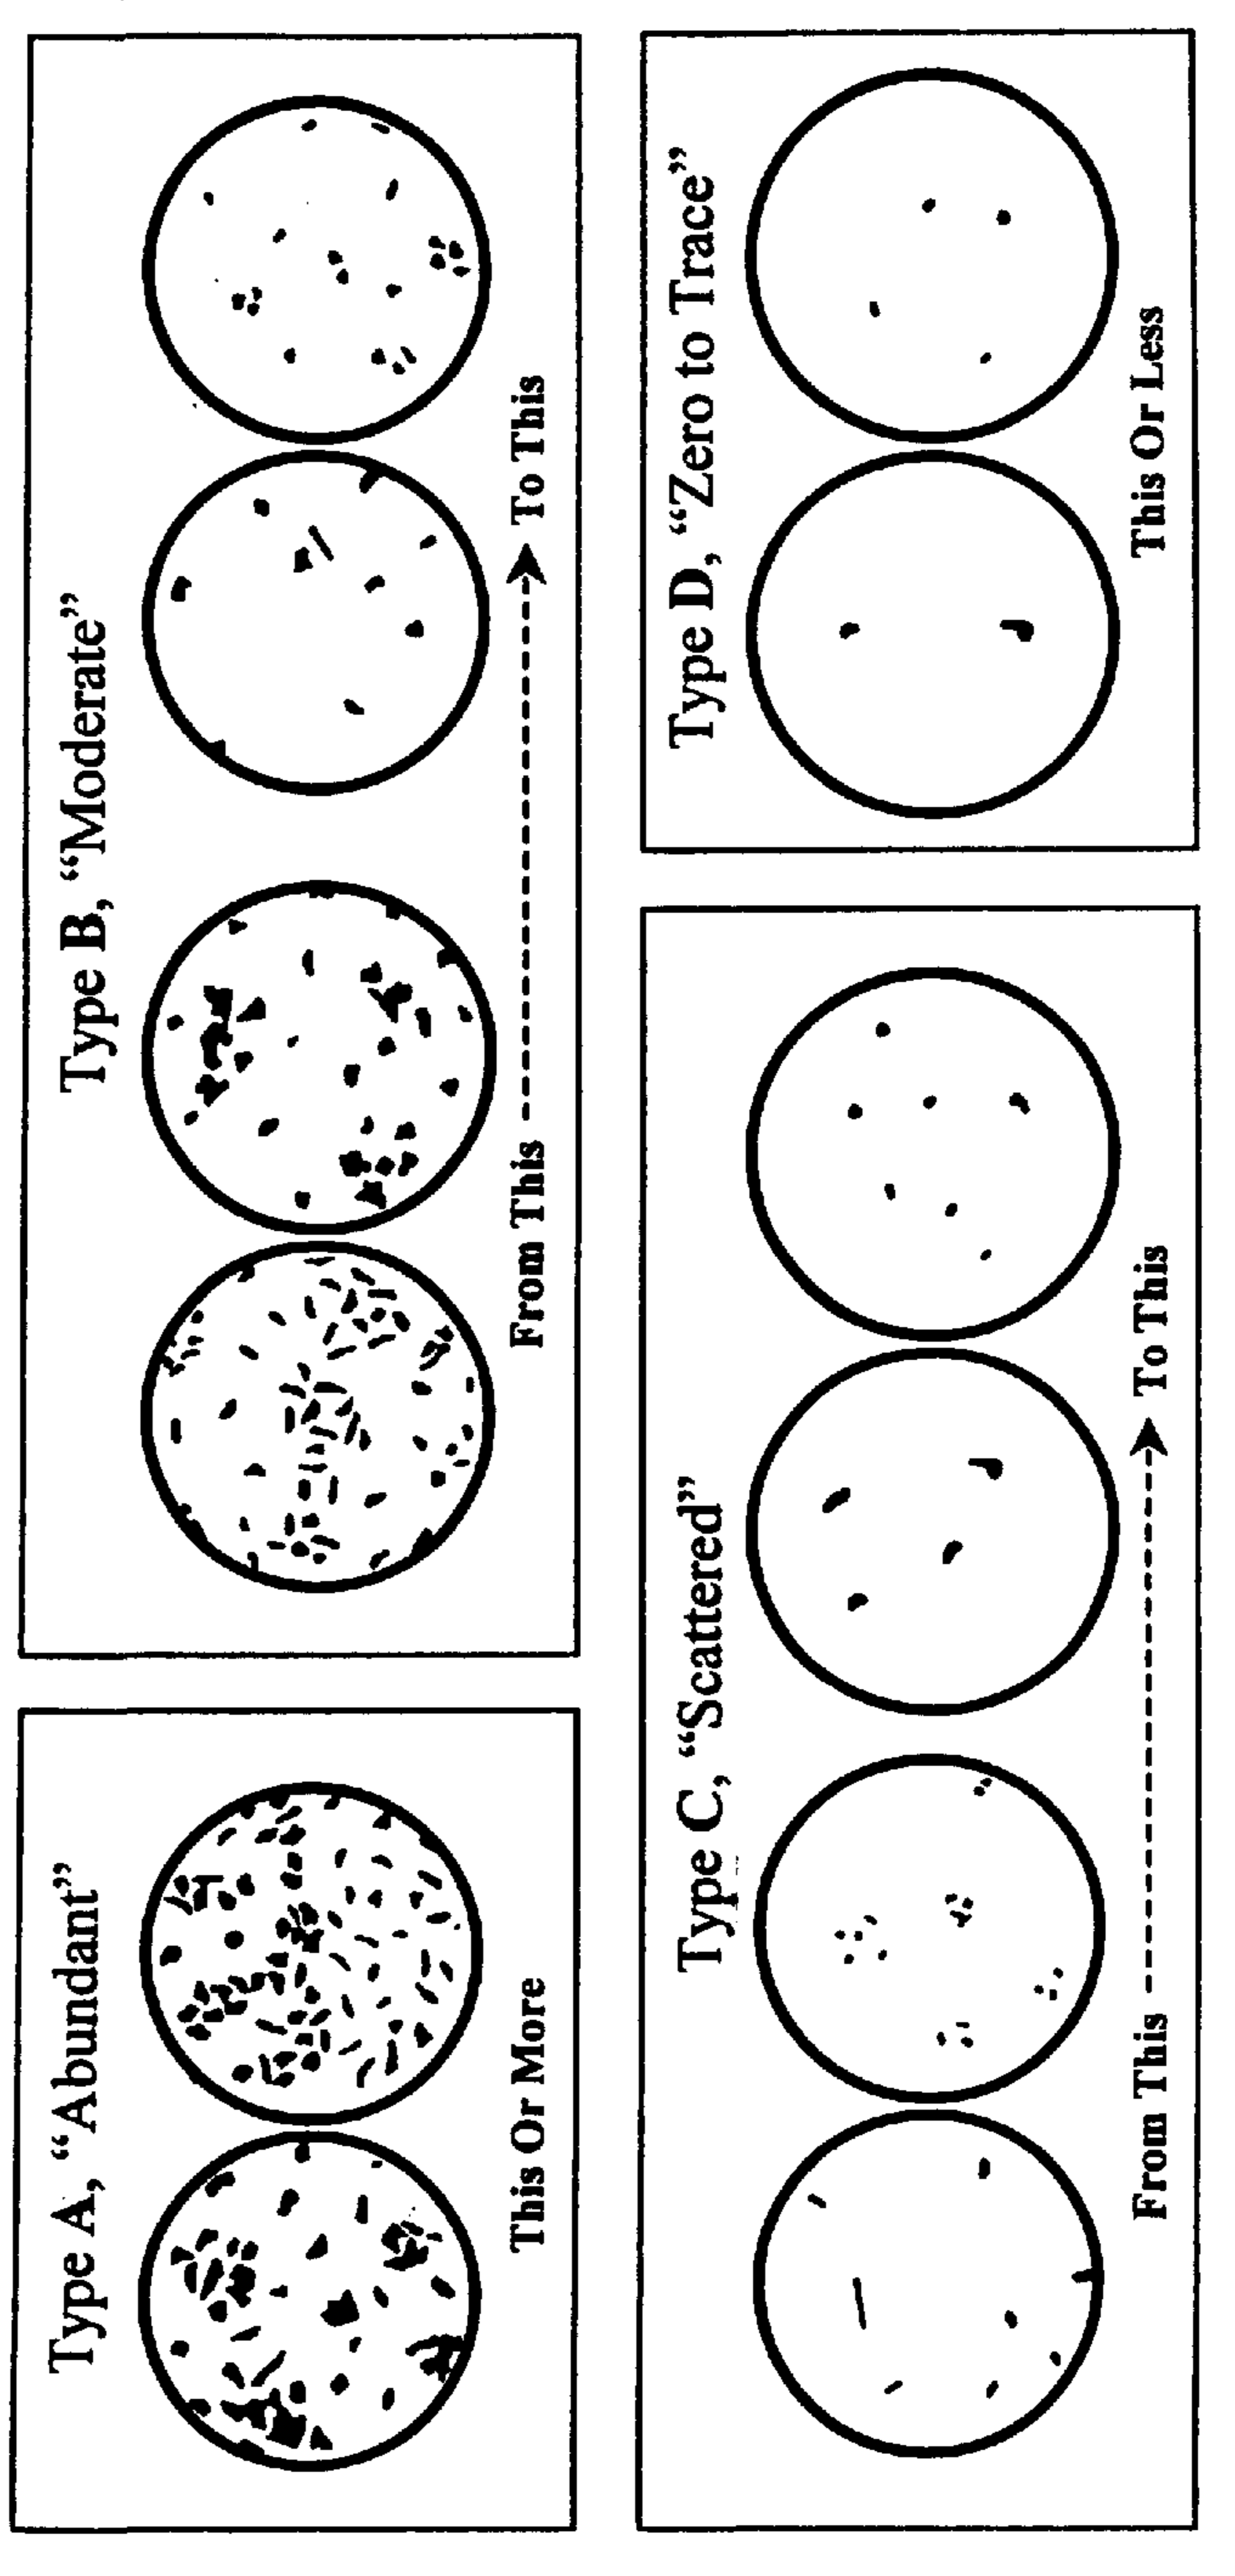 Type A, “Abundant”
This Or More
Type B, “Moderate”
From This -----------> To This
Type C, “Scattered”
From This -----------> To This
Type D, “Zero to Trace”
This Or Less